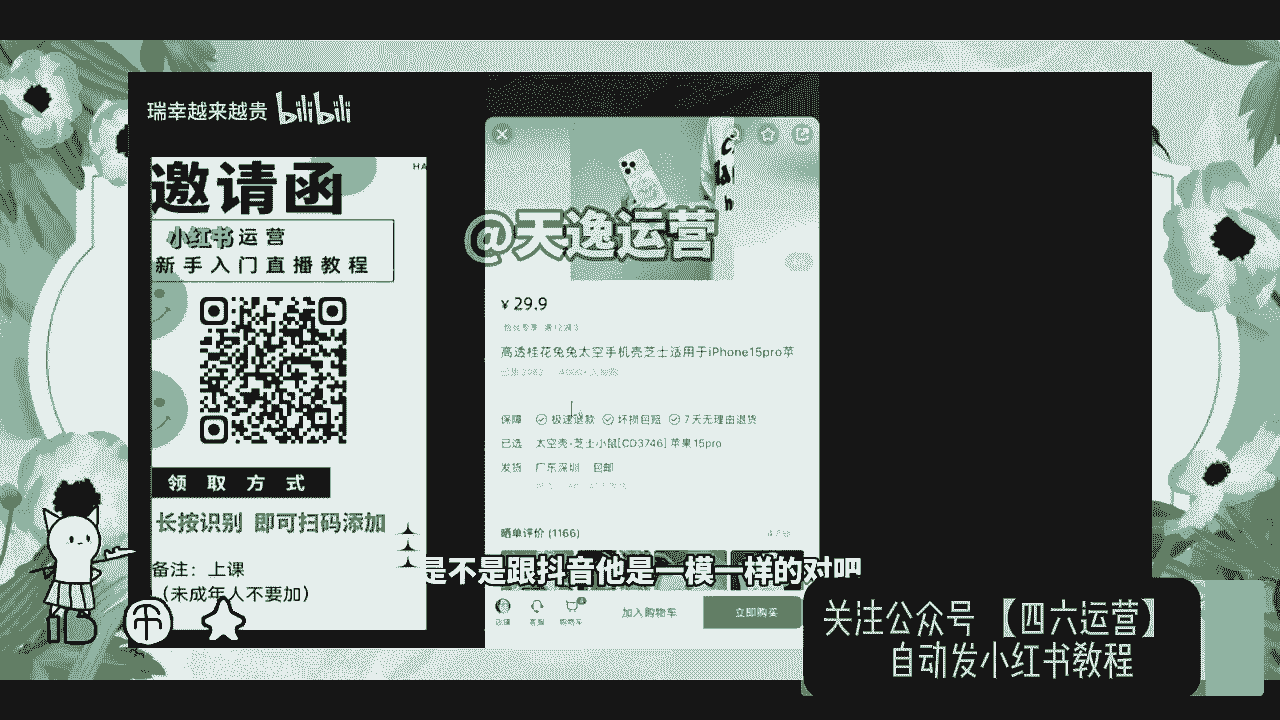 瑞幸越来越贵 bilibili
HA
邀请函
小红书运营
新手入门直播教程
领取方式
长按识别 即可扫码添加
备注：上课
（未成年人不要加）
@天逸运营
¥29.9
高透桂花兔兔太空手机壳芝士适用于iPhone15pro苹
保障 极速退款 坏损包赔 7天无理由退货
已选 太空壳-芝士小鼠[CD3746] 苹果15pro
发货 广东深圳 包邮
晒单评价 (1166)
是不是跟抖音他是一模一样的对吧
店铺 客服 购物车 加入购物车 立即购买
关注公众号【四六运营】
自动发小红书教程